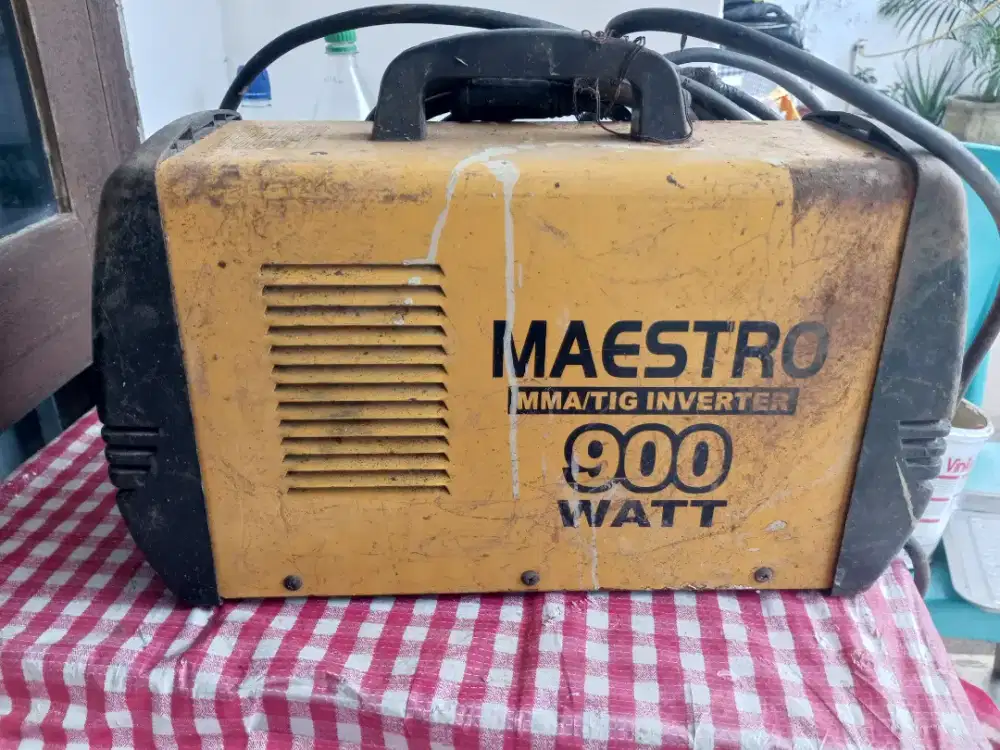 MAESTRO
MMA/TIG INVERTER
900
WATT